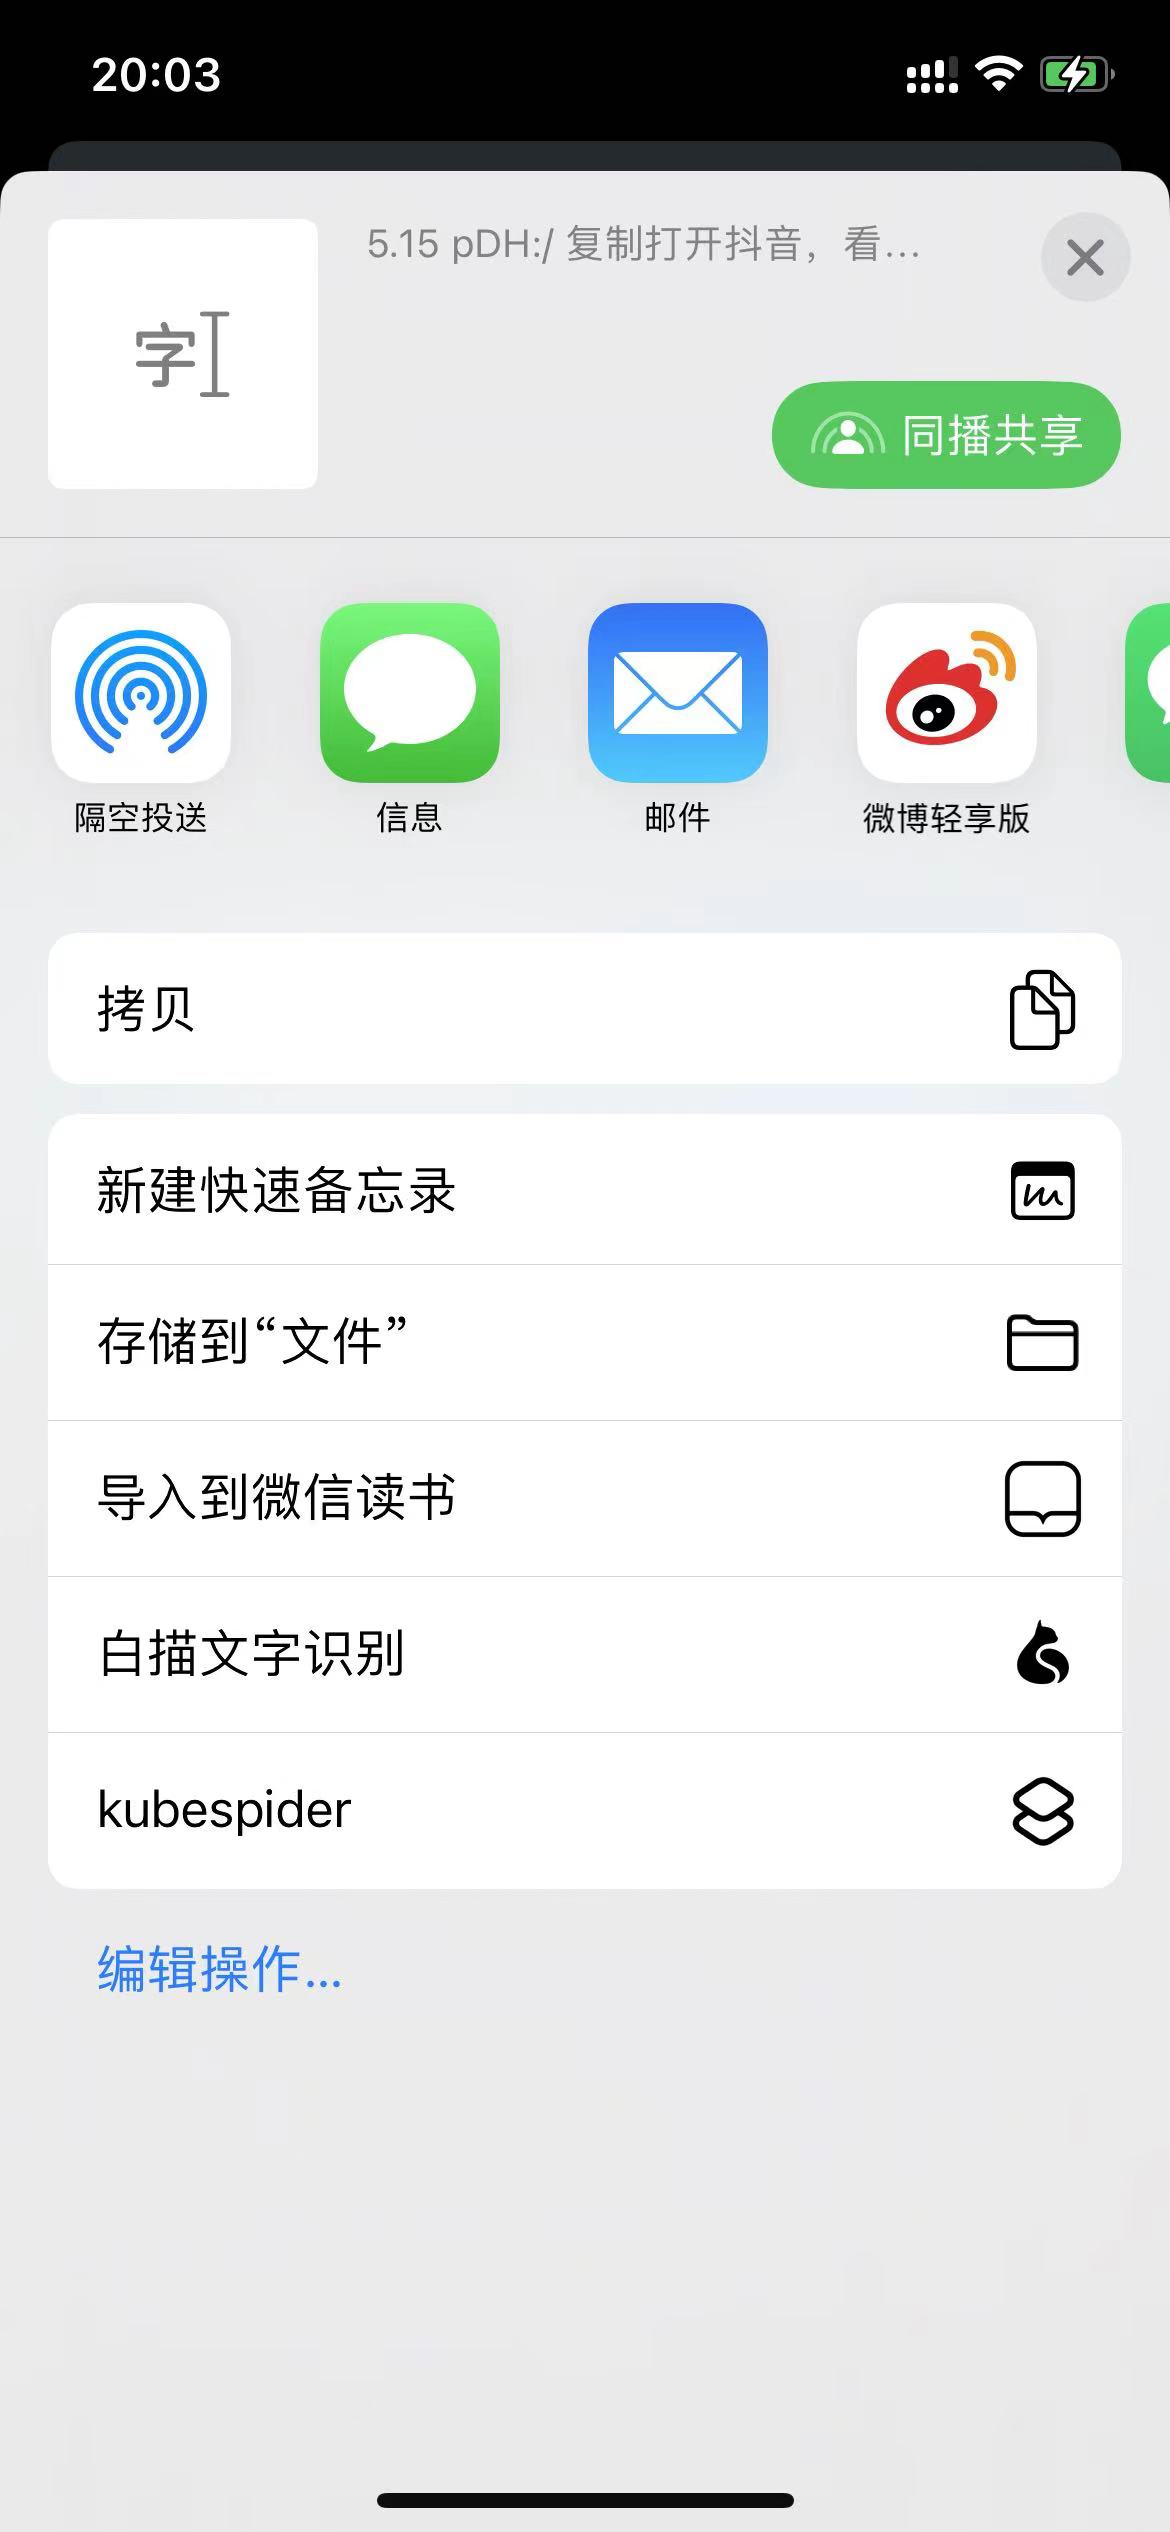 20:03
字
5.15 pDH:/ 复制打开抖音，看...
同播共享
隔空投送
信息
邮件
微博轻享版
拷贝
新建快速备忘录
存储到“文件”
导入到微信读书
白描文字识别
kubespider
编辑操作...